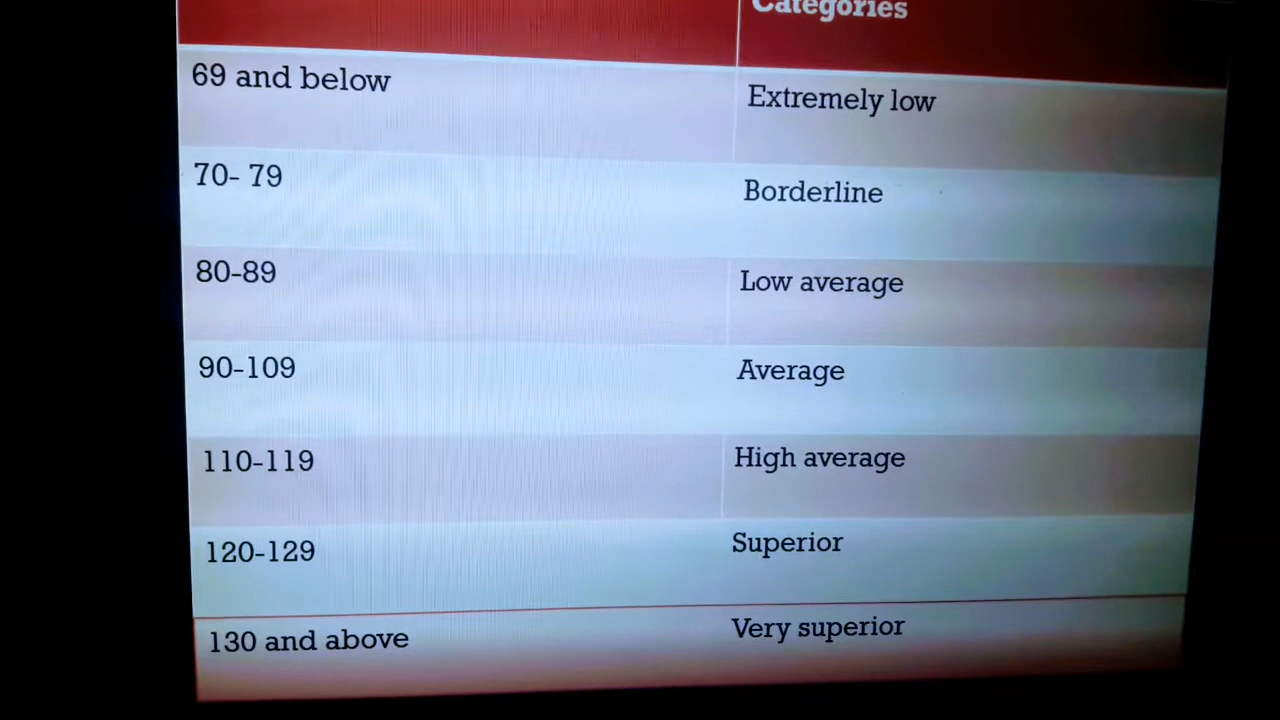 Categories
69 and below Extremely low
70- 79 Borderline
80-89 Low average
90-109 Average
110-119 High average
120-129 Superior
130 and above Very superior